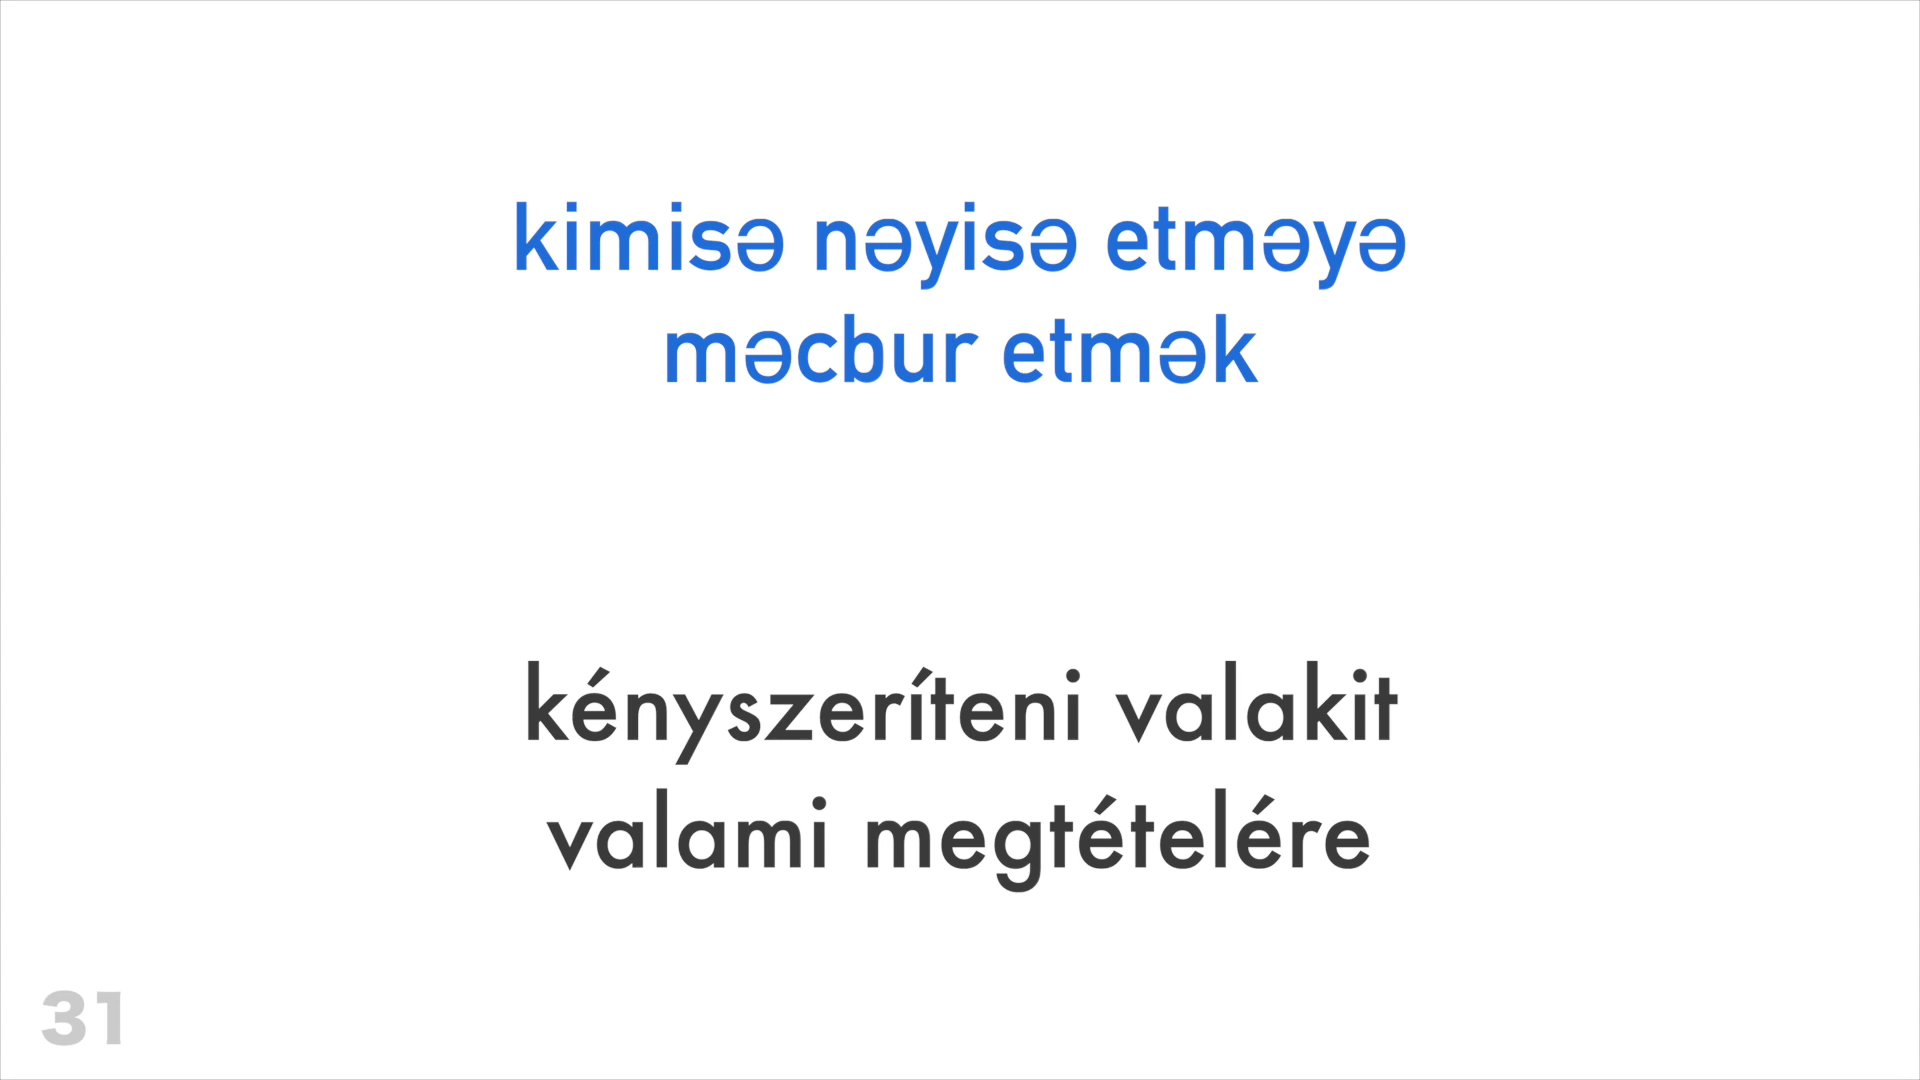 kimisə nəyisə etməyə
məcbur etmək
kényszeríteni valakit
valami megtételére
31